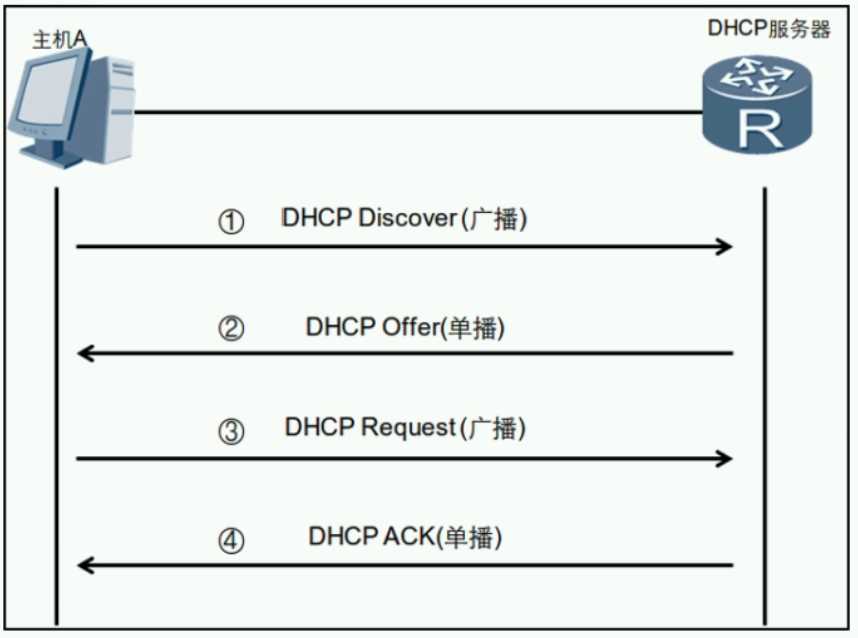 主机A
DHCP服务器
R
① DHCP Discover(广播)
② DHCP Offer(单播)
③ DHCP Request(广播)
④ DHCP ACK(单播)